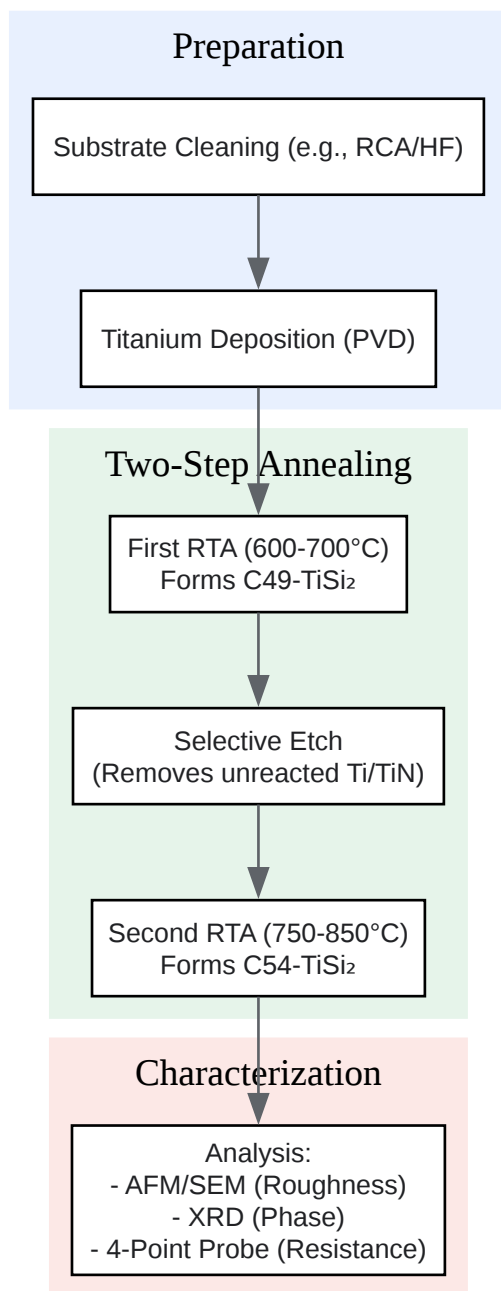 Preparation
Substrate Cleaning (e.g., RCA/HF)
Titanium Deposition (PVD)
Two-Step Annealing
First RTA (600-700°C)
Forms C49-TiSi₂
Selective Etch
(Removes unreacted Ti/TiN)
Second RTA (750-850°C)
Forms C54-TiSi₂
Characterization
Analysis:
- AFM/SEM (Roughness)
- XRD (Phase)
- 4-Point Probe (Resistance)